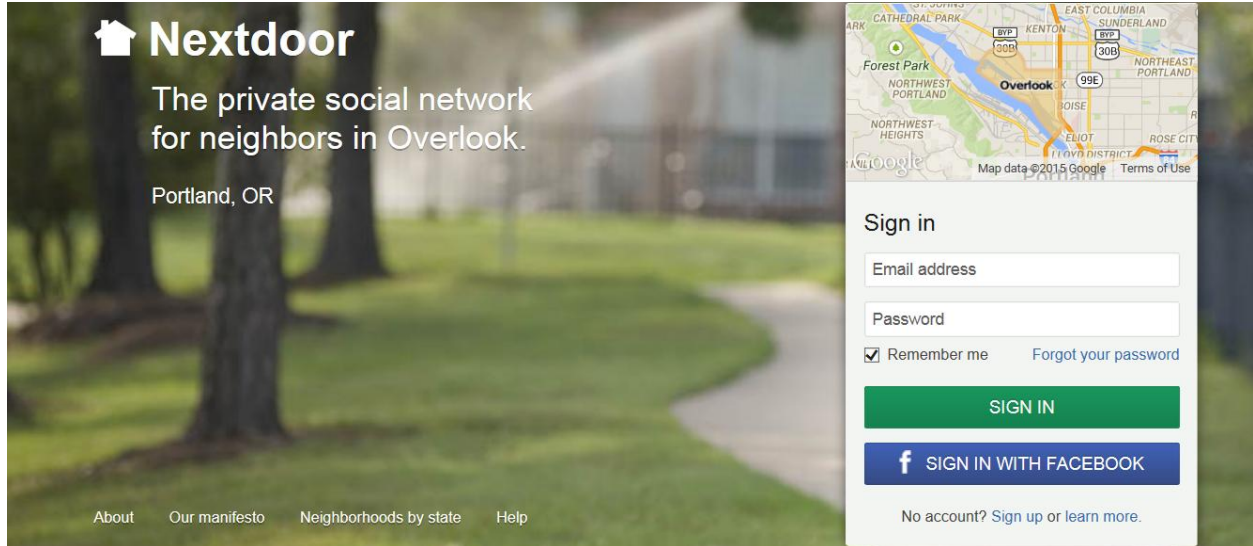 Nextdoor
The private social network
for neighbors in Overlook.
Portland, OR
About Our manifesto Neighborhoods by state Help
EAST COLUMBIA
CATHEDRAL PARK
SUNDERLAND
KENTON
BYP
30B
BYP
30B
Forest Park
NORTHEAST
PORTLAND
NORTHWEST
PORTLAND
Overlook
99E
BOISE
NORTHWEST
HEIGHTS
ELIOT
ROSE CITY
LLOYD DISTRICT
Google
Map data ©2015 Google Terms of Use
Portland
Sign in
Email address
Password
Remember me Forgot your password
SIGN IN
f SIGN IN WITH FACEBOOK
No account? Sign up or learn more.